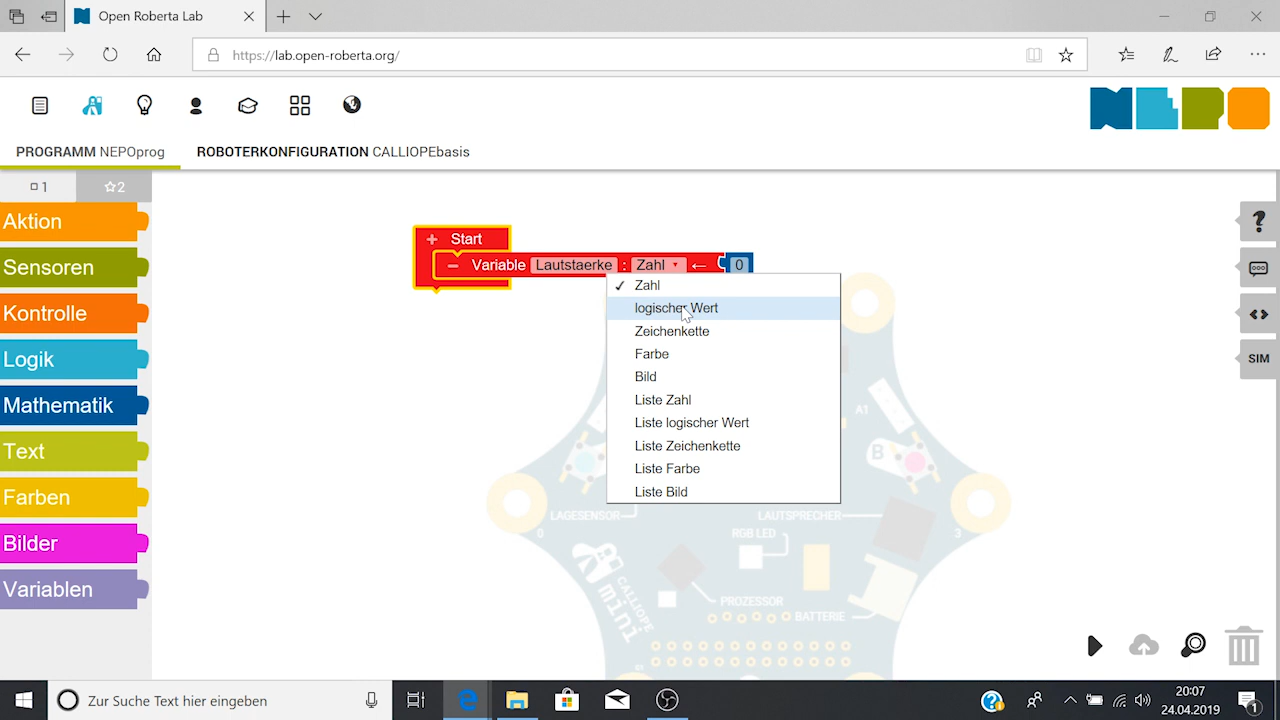 Open Roberta Lab
https://lab.open-roberta.org/
PROGRAMM NEPOprog
ROBOTERKONFIGURATION CALLIOPEbasis
1
2
Aktion
Sensoren
Kontrolle
Logik
Mathematik
Text
Farben
Bilder
Variablen
+ Start
– Variable Lautstaerke : Zahl ← 0
✓ Zahl
logischer Wert
Zeichenkette
Farbe
Bild
Liste Zahl
Liste logischer Wert
Liste Zeichenkette
Liste Farbe
Liste Bild
A1
B
LAGESENSOR
LAUTSPRECHER
0
RGB LED
3
CALLIOPE
mini
PROZESSOR
BATTERIE
?
SIM
Zur Suche Text hier eingeben
20:07
24.04.2019
1